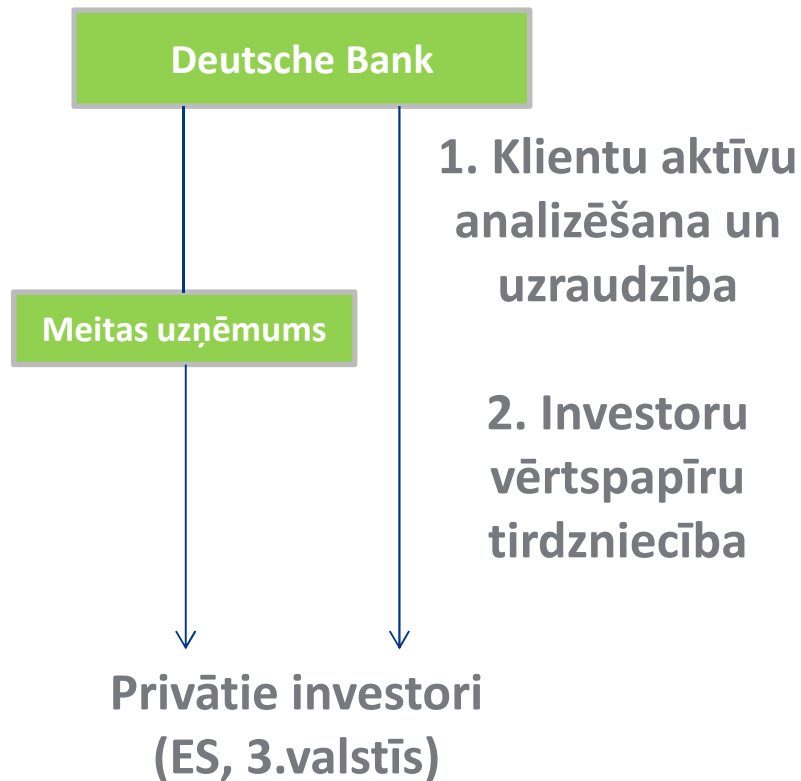 Deutsche Bank
1. Klientu aktīvu
analizēšana un
uzraudzība
Meitas uzņēmums
2. Investoru
vērtspapīru
tirdzniecība
Privātie investori
(ES, 3.valstīs)